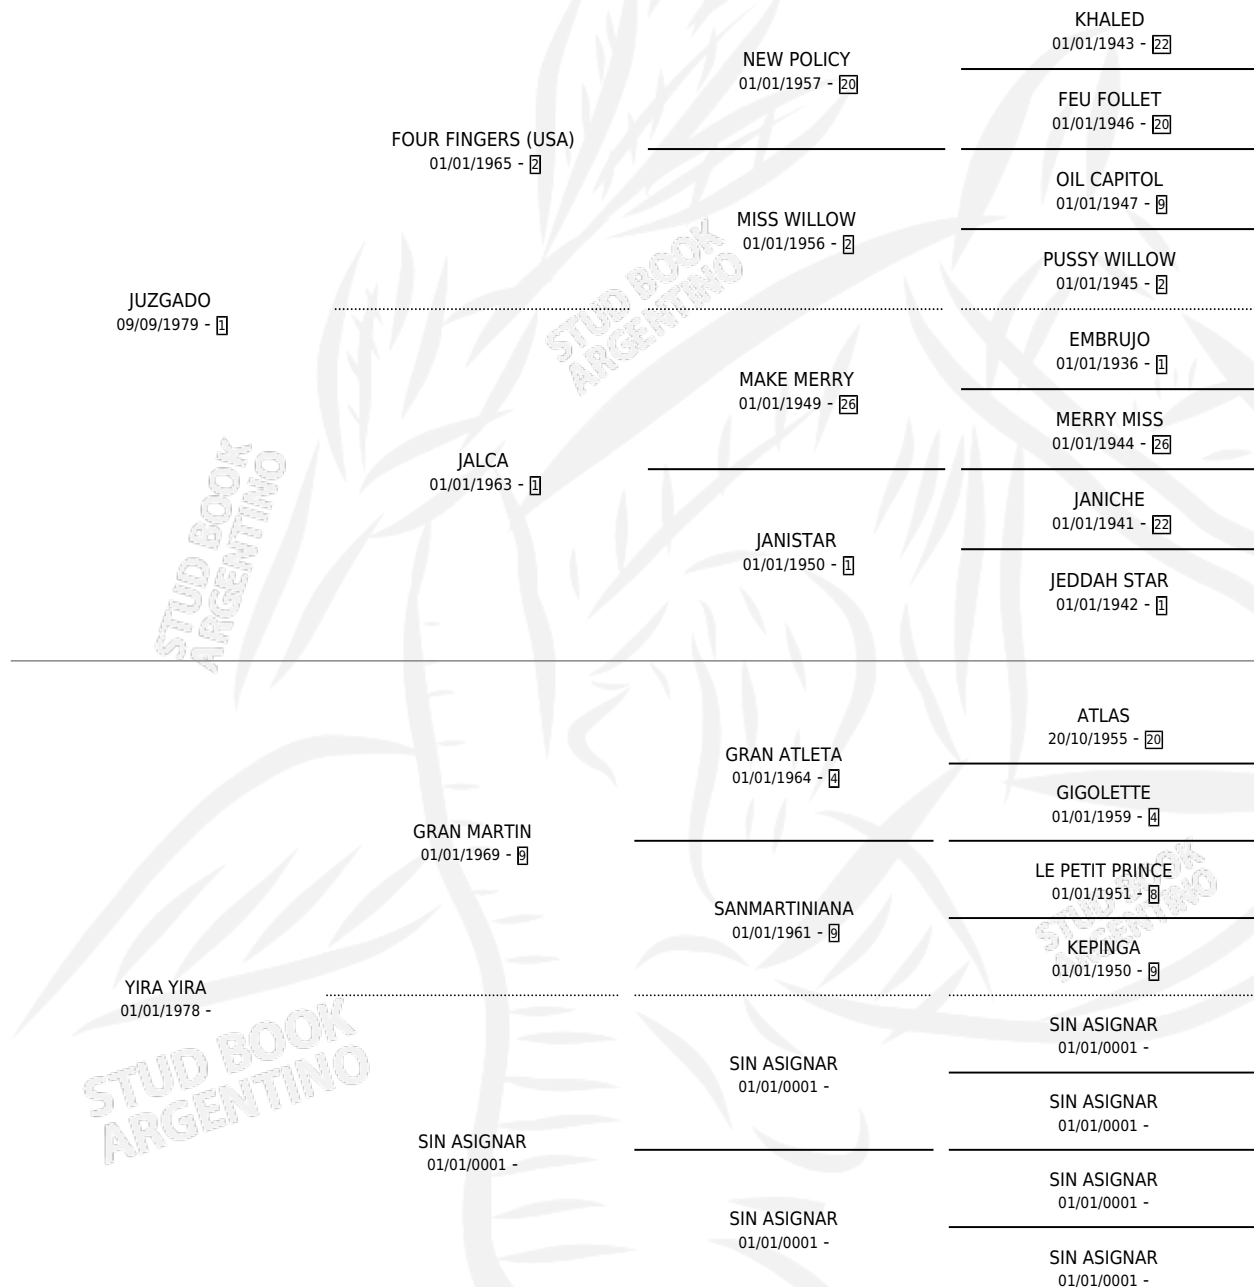 KHALED
01/01/1943 - 22
NEW POLICY
01/01/1957 - 20
FEU FOLLET
01/01/1946 - 20
FOUR FINGERS (USA)
01/01/1965 - 2
OIL CAPITOL
01/01/1947 - 9
MISS WILLOW
01/01/1956 - 2
PUSSY WILLOW
01/01/1945 - 2
JUZGADO
09/09/1979 - 1
STUD BOOK
ARGENTINO
EMBRUJO
01/01/1936 - 1
MAKE MERRY
01/01/1949 - 26
MERRY MISS
01/01/1944 - 26
JALCA
01/01/1963 - 1
JANICHE
01/01/1941 - 22
JANISTAR
01/01/1950 - 1
JEDDAH STAR
01/01/1942 - 1
STUD BOOK
ARGENTINO
ATLAS
20/10/1955 - 20
GRAN ATLETA
01/01/1964 - 4
GIGOLETTE
01/01/1959 - 4
GRAN MARTIN
01/01/1969 - 9
LE PETIT PRINCE
01/01/1951 - 8
SANMARTINIANA
01/01/1961 - 9
KEPINGA
01/01/1950 - 9
STUD BOOK
ARGENTINO
YIRA YIRA
01/01/1978 -
SIN ASIGNAR
01/01/0001 -
SIN ASIGNAR
01/01/0001 -
SIN ASIGNAR
01/01/0001 -
STUD BOOK
ARGENTINO
SIN ASIGNAR
01/01/0001 -
SIN ASIGNAR
01/01/0001 -
SIN ASIGNAR
01/01/0001 -
SIN ASIGNAR
01/01/0001 -